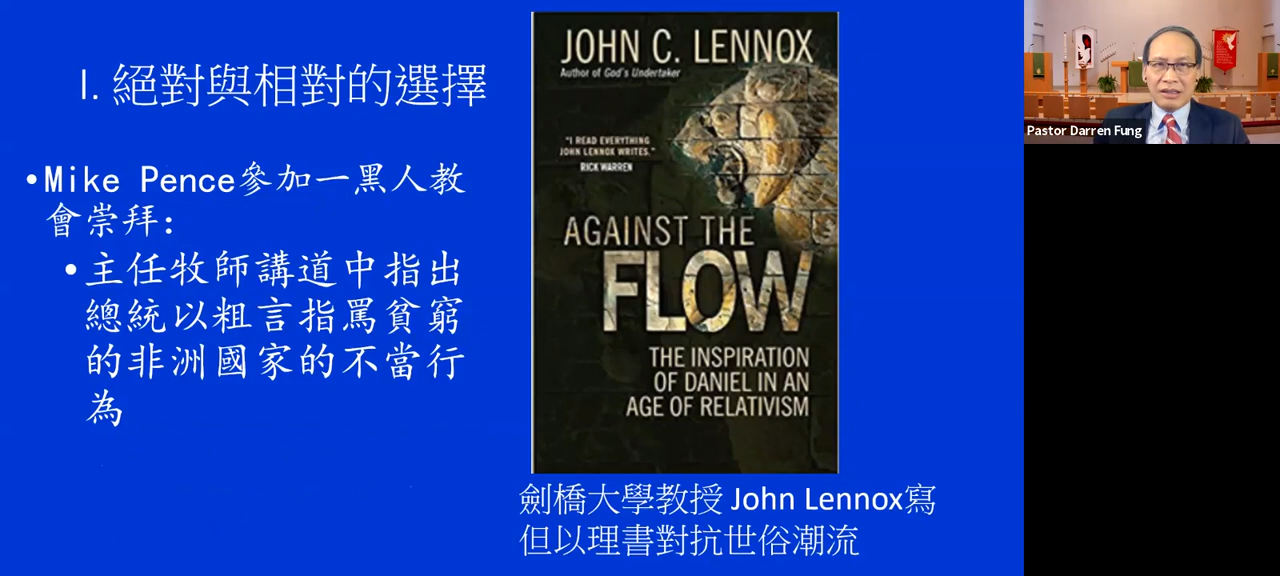 I. 絕對與相對的選擇
•Mike Pence參加一黑人教
會崇拜:
•主任牧師講道中指出
總統以粗言指罵貧窮
的非洲國家的不當行
為
JOHN C. LENNOX
Author of God's Undertaker
"I READ EVERYTHING
JOHN LENNOX WRITES."
RICK WARREN
AGAINST THE
FLOW
THE INSPIRATION
OF DANIEL IN AN
AGE OF RELATIVISM
劍橋大學教授 John Lennox寫
但以理書對抗世俗潮流
Pastor Darren Fung